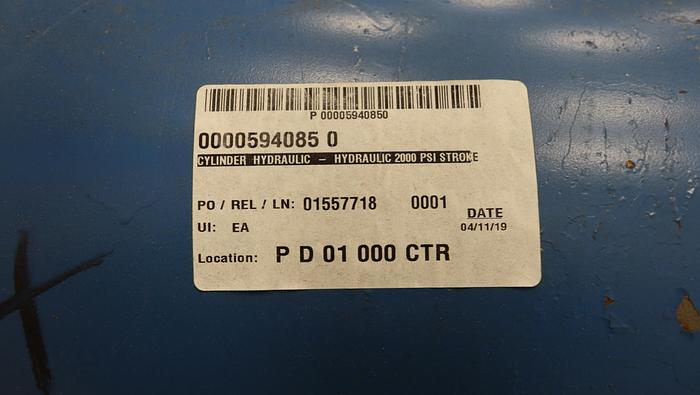 P 00005940850
0000594085 0
CYLINDER HYDRAULIC – HYDRAULIC 2000 PSI STROKE
PO / REL / LN: 01557718 0001
DATE
UI: EA
04/11/19
Location: P D 01 000 CTR